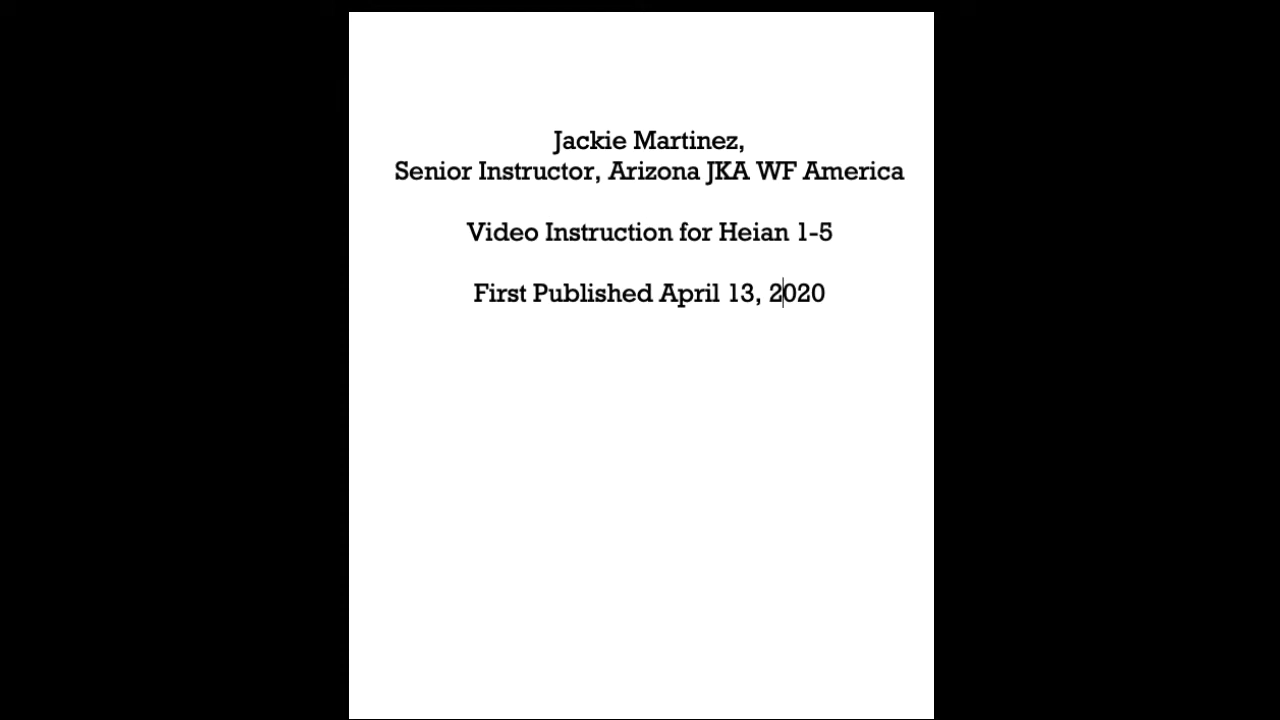 Jackie Martinez,
Senior Instructor, Arizona JKA WF America
Video Instruction for Heian 1-5
First Published April 13, 2020